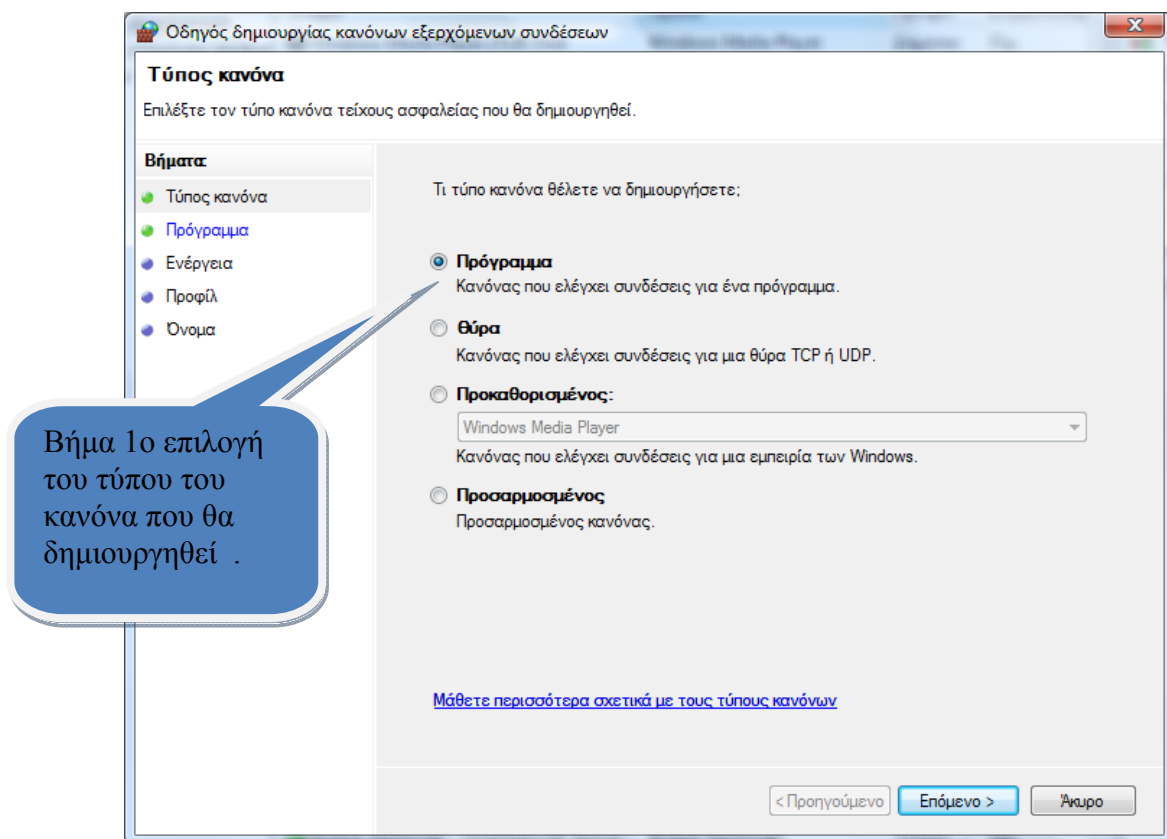 Οδηγός δημιουργίας κανόνων εξερχόμενων συνδέσεων
Τύπος κανόνα
Επιλέξτε τον τύπο κανόνα τείχους ασφαλείας που θα δημιουργηθεί.
Βήματα:
Τύπος κανόνα
Πρόγραμμα
Ενέργεια
Προφίλ
Όνομα
Τι τύπο κανόνα θέλετε να δημιουργήσετε;
Πρόγραμμα
Κανόνας που ελέγχει συνδέσεις για ένα πρόγραμμα.
Θύρα
Κανόνας που ελέγχει συνδέσεις για μια θύρα TCP ή UDP.
Προκαθορισμένος:
Windows Media Player
Κανόνας που ελέγχει συνδέσεις για μια εμπειρία των Windows.
Προσαρμοσμένος
Προσαρμοσμένος κανόνας.
Βήμα 1ο επιλογή
του τύπου του
κανόνα που θα
δημιουργηθεί .
Μάθετε περισσότερα σχετικά με τους τύπους κανόνων
< Προηγούμενο
Επόμενο >
Άκυρο